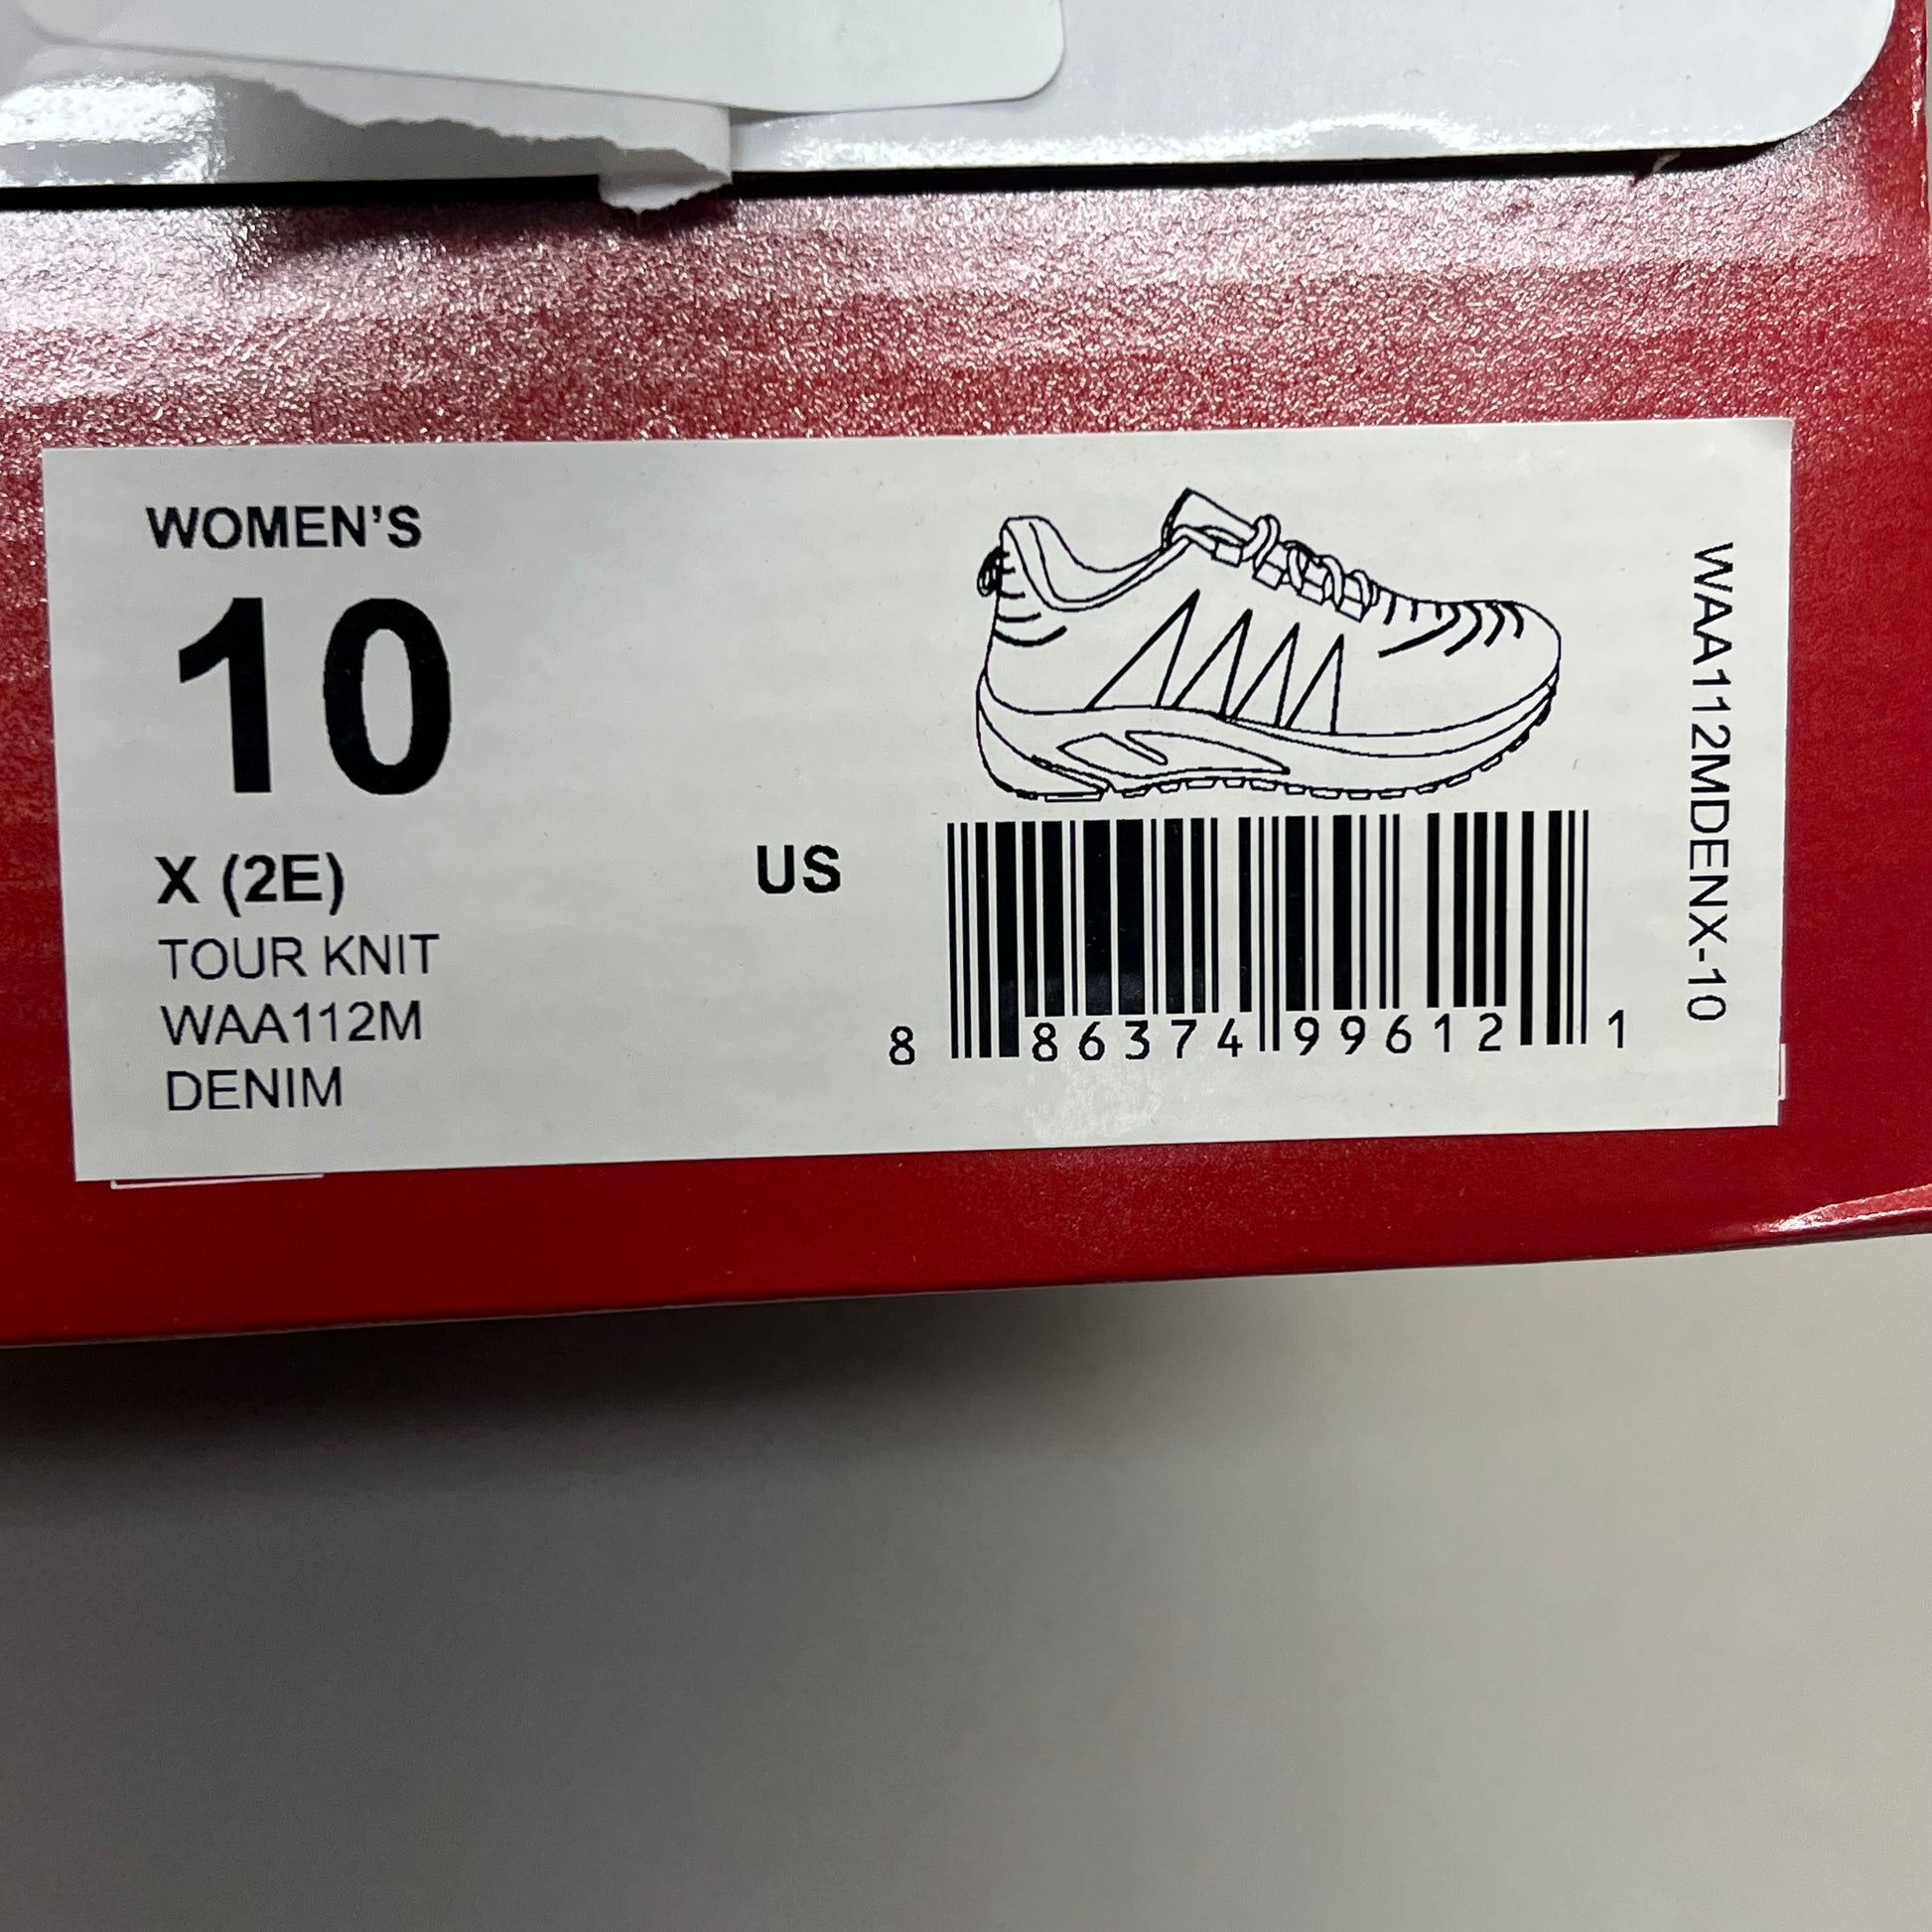 WOMEN'S
10
X (2E)
US
TOUR KNIT
WAA112M
DENIM
8 86374 99612 1
WAA112MDENX-10